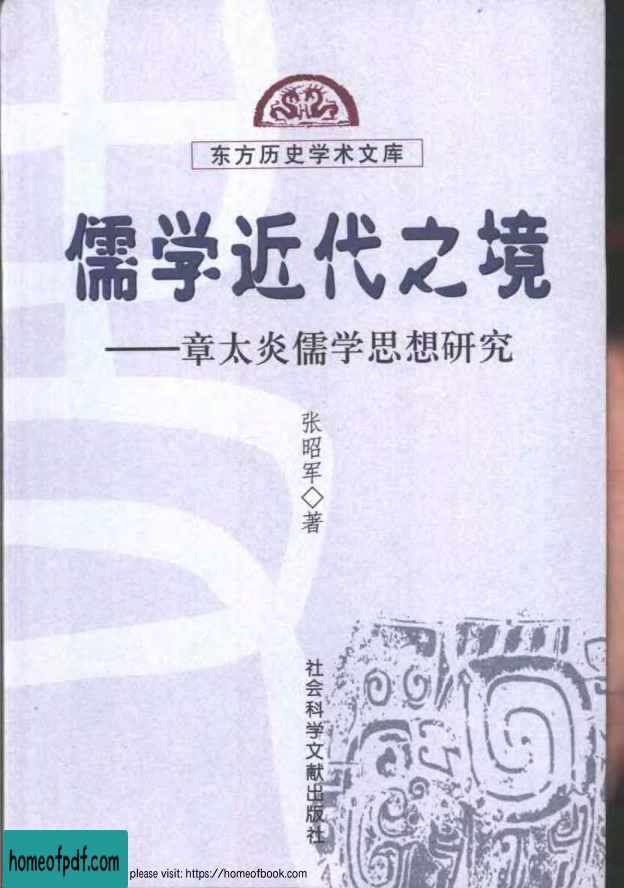 东方历史学术文库
儒学近代之境
——章太炎儒学思想研究
张昭军◇著
社会科学文献出版社
homeofpdf.com
please visit: https://homeofbook.com